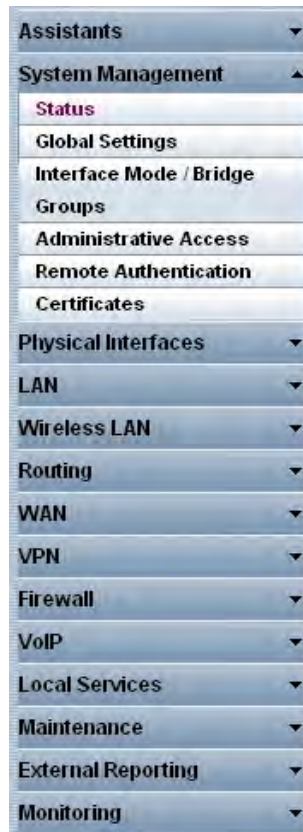 Assistants
System Management
Status
Global Settings
Interface Mode / Bridge
Groups
Administrative Access
Remote Authentication
Certificates
Physical Interfaces
LAN
Wireless LAN
Routing
WAN
VPN
Firewall
VoIP
Local Services
Maintenance
External Reporting
Monitoring